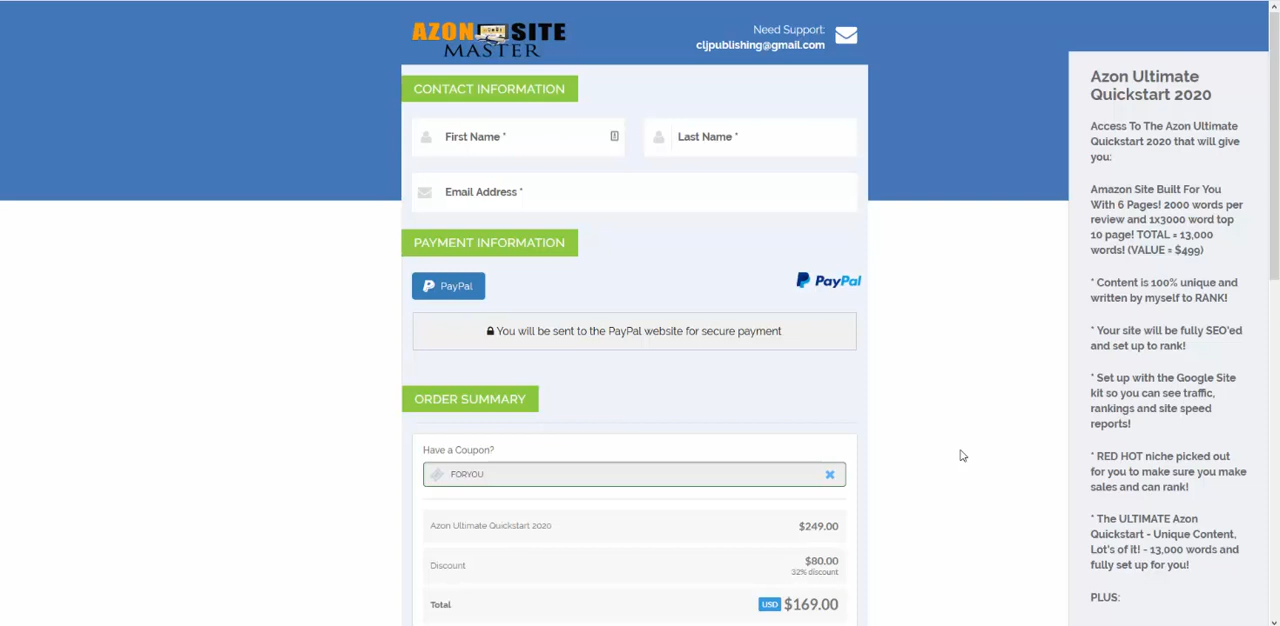 AZON SITE
MASTER
Need Support:
cljpublishing@gmail.com
CONTACT INFORMATION
First Name *
Last Name *
Email Address *
PAYMENT INFORMATION
PayPal
PayPal
You will be sent to the PayPal website for secure payment
ORDER SUMMARY
Have a Coupon?
FORYOU
Azon Ultimate Quickstart 2020
$249.00
Discount
$80.00
32% discount
Total
USD $169.00
Azon Ultimate
Quickstart 2020
Access To The Azon Ultimate
Quickstart 2020 that will give
you:
Amazon Site Built For You
With 6 Pages! 2000 words per
review and 1x3000 word top
10 page! TOTAL = 13,000
words! (VALUE = $499)
* Content is 100% unique and
written by myself to RANK!
* Your site will be fully SEO'ed
and set up to rank!
* Set up with the Google Site
kit so you can see traffic,
rankings and site speed
reports!
* RED HOT niche picked out
for you to make sure you make
sales and can rank!
* The ULTIMATE Azon
Quickstart - Unique Content,
Lot's of it! - 13,000 words and
fully set up for you!
PLUS: